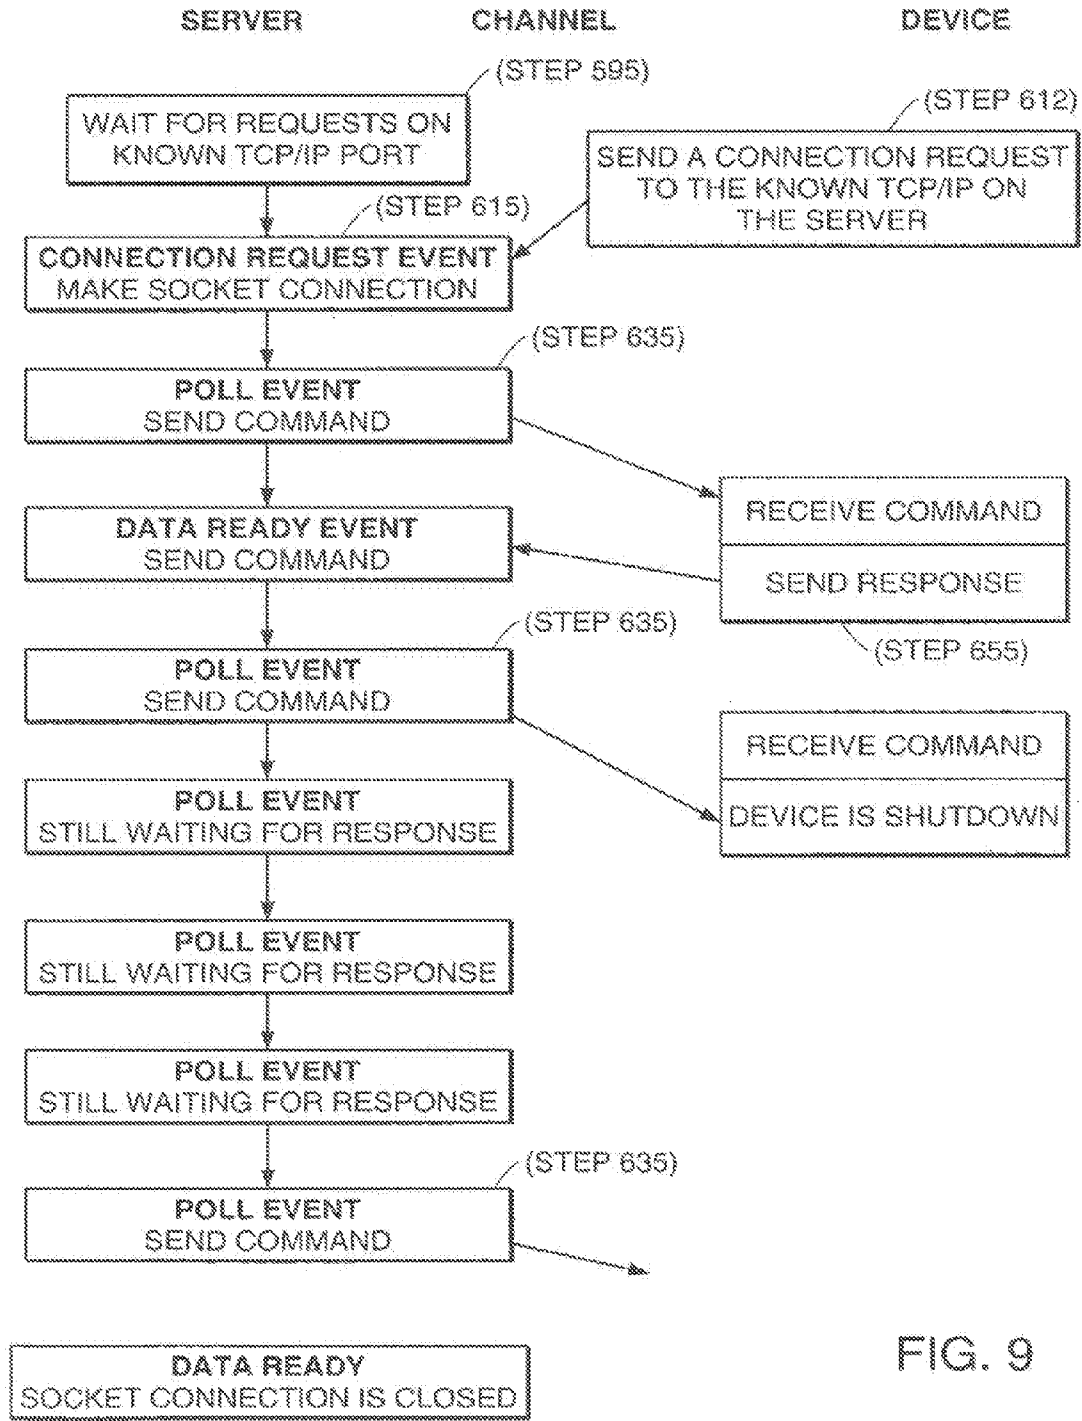 SERVER CHANNEL DEVICE
(STEP 595)
WAIT FOR REQUESTS ON
KNOWN TCP/IP PORT
(STEP 612)
SEND A CONNECTION REQUEST
TO THE KNOWN TCP/IP ON
THE SERVER
(STEP 615)
CONNECTION REQUEST EVENT
MAKE SOCKET CONNECTION
(STEP 635)
POLL EVENT
SEND COMMAND
RECEIVE COMMAND
DATA READY EVENT
SEND COMMAND
SEND RESPONSE
(STEP 655)
(STEP 635)
POLL EVENT
SEND COMMAND
RECEIVE COMMAND
DEVICE IS SHUTDOWN
POLL EVENT
STILL WAITING FOR RESPONSE
POLL EVENT
STILL WAITING FOR RESPONSE
POLL EVENT
STILL WAITING FOR RESPONSE
(STEP 635)
POLL EVENT
SEND COMMAND
DATA READY
SOCKET CONNECTION IS CLOSED
FIG. 9